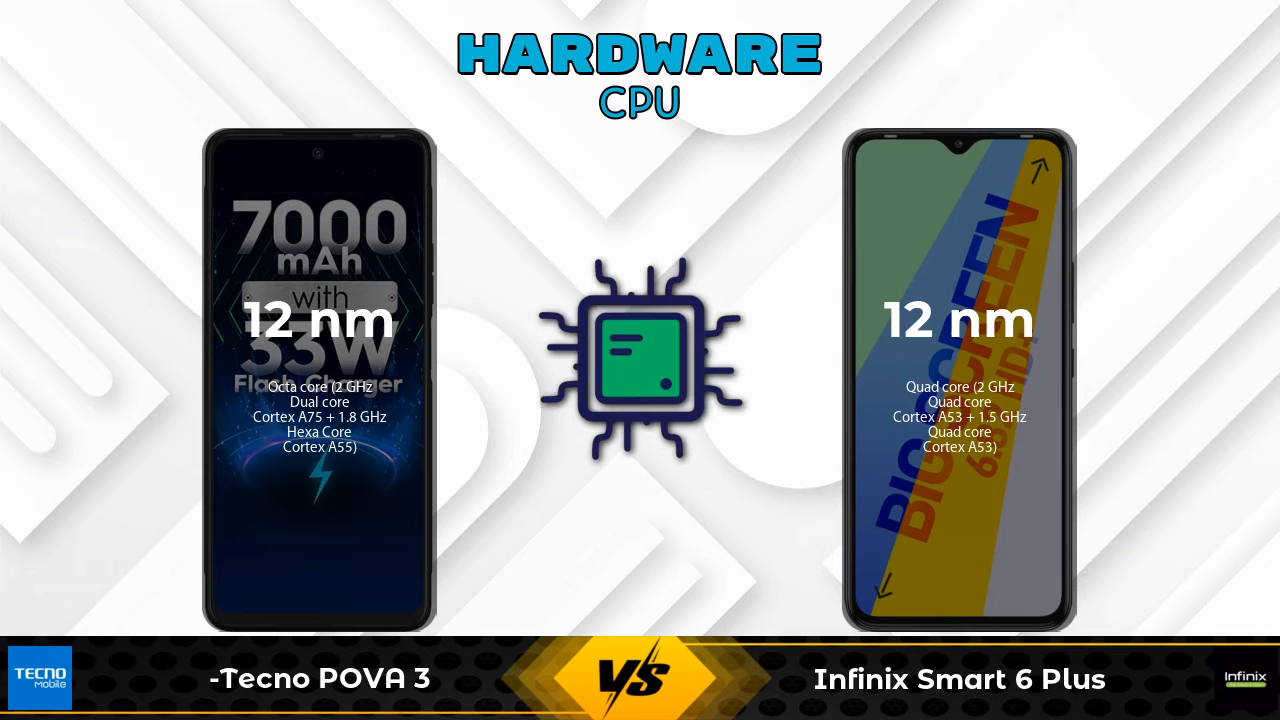 HARDWARE
CPU
7000
mAh
with
33W
Flash Charger
12 nm
Octa core (2 GHz
Dual core
Cortex A75 + 1.8 GHz
Hexa Core
Cortex A55)
BIG SCREEN
12 nm
Quad core (2 GHz
Quad core
Cortex A53 + 1.5 GHz
Quad core
Cortex A53)
TECNO
mobile
-Tecno POVA 3
VS
Infinix Smart 6 Plus
Infinix